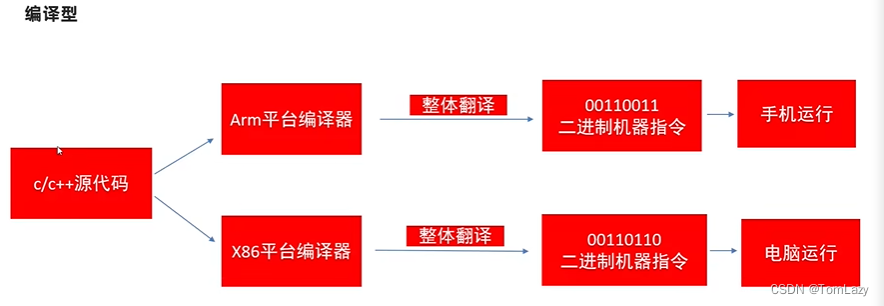 编译型
Arm平台编译器
整体翻译
00110011
二进制机器指令
手机运行
c/c++源代码
X86平台编译器
整体翻译
00110110
二进制机器指令
电脑运行
CSDN @TomLazy